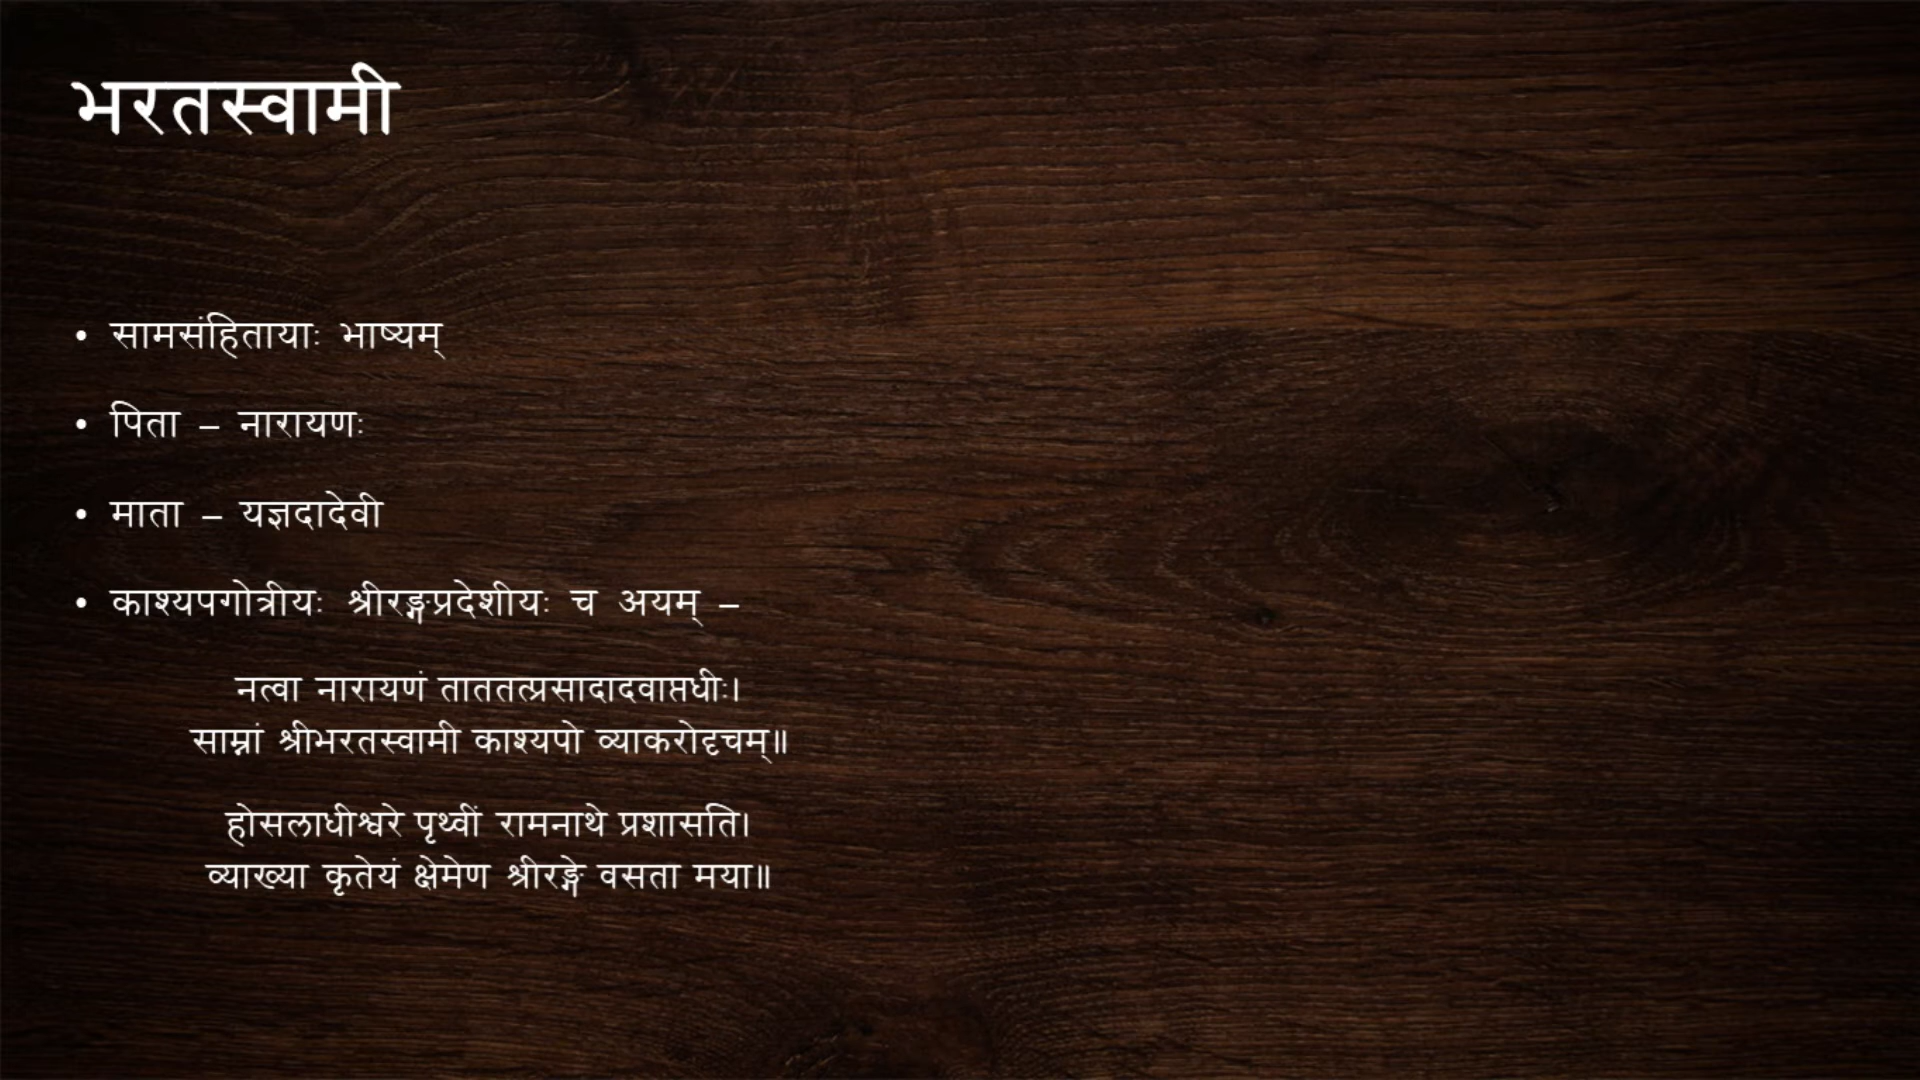 भरतस्वामी
• सामसंहितायाः भाष्यम्
• पिता – नारायणः
• माता – यज्ञदादेवी
• काश्यपगोत्रीयः श्रीरङ्गप्रदेशीयः च अयम् –
नत्वा नारायणं ताततत्प्रसादादवाप्तधीः।
साम्नां श्रीभरतस्वामी काश्यपो व्याकरोदृचम्॥
होसलाधीश्वरे पृथ्वीं रामनाथे प्रशासति।
व्याख्या कृतेयं क्षेमेण श्रीरङ्गे वसता मया॥